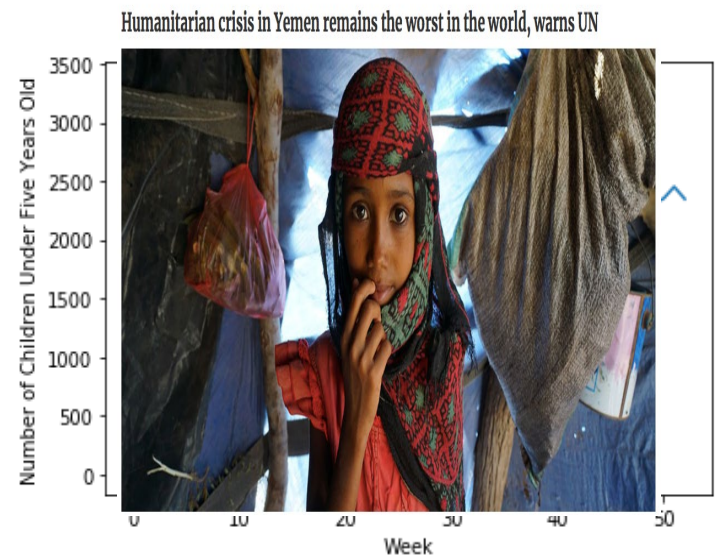 Humanitarian crisis in Yemen remains the worst in the world, warns UN
Number of Children Under Five Years Old
3500
3000
2500
2000
1500
1000
500
0
0 10 20 30 40 50
Week